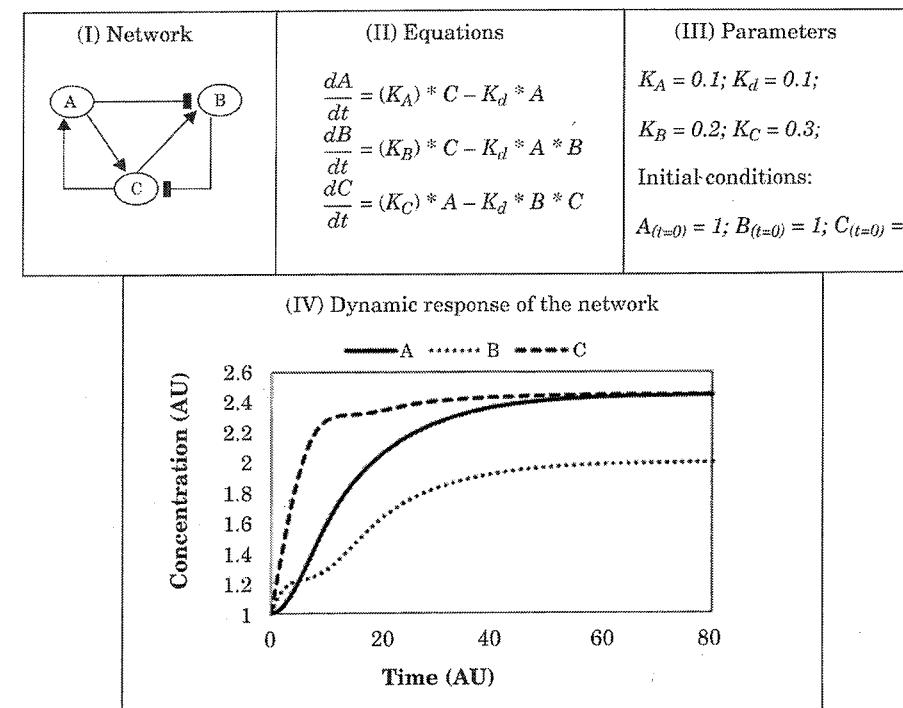 (I) Network
A
B
C
(II) Equations
dA/dt = (K_A) * C – K_d * A
dB/dt = (K_B) * C – K_d * A * B
dC/dt = (K_C) * A – K_d * B * C
(III) Parameters
K_A = 0.1; K_d = 0.1;
K_B = 0.2; K_C = 0.3;
Initial conditions:
A_(t=0) = 1; B_(t=0) = 1; C_(t=0) =
(IV) Dynamic response of the network
A B C
Concentration (AU)
2.6
2.4
2.2
2
1.8
1.6
1.4
1.2
1
0 20 40 60 80
Time (AU)